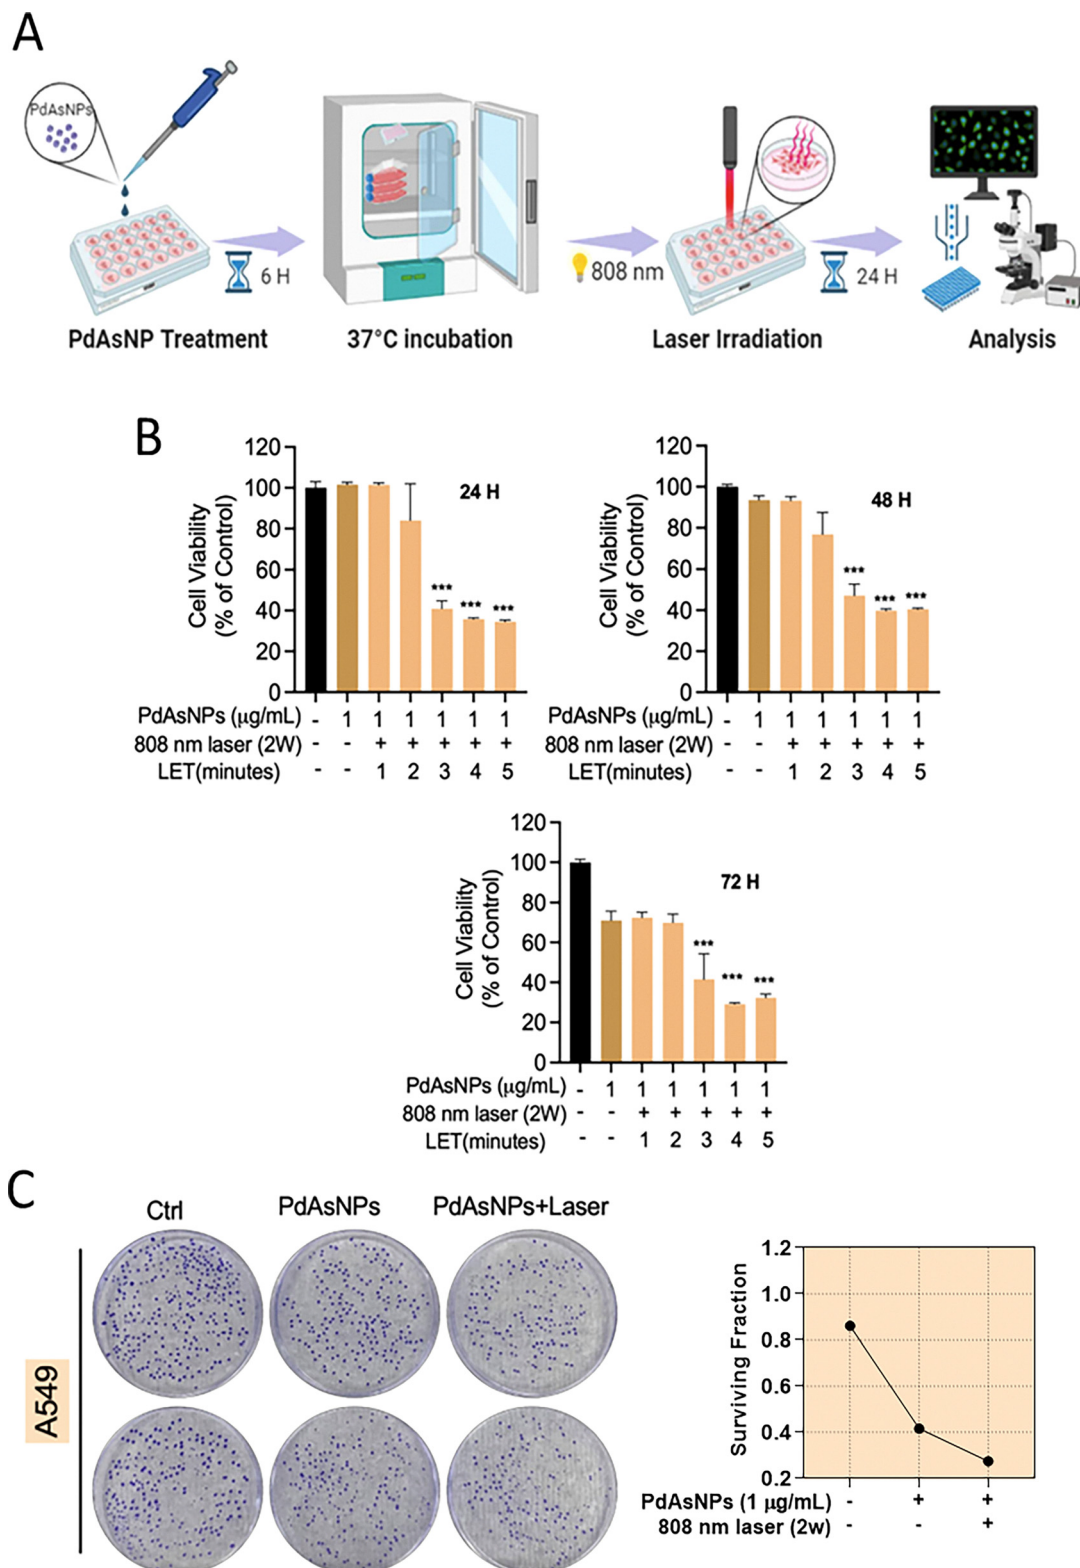 A
PdAsNPs
6 H
808 nm
24 H
PdAsNP Treatment
37°C incubation
Laser Irradiation
Analysis
B
120
100
80
60
40
20
0
Cell Viability
(% of Control)
24 H
***
***
***
PdAsNPs (μg/mL) - 1 1 1 1 1 1
808 nm laser (2W) - - + + + + +
LET(minutes) - - 1 2 3 4 5
120
100
80
60
40
20
0
Cell Viability
(% of Control)
48 H
***
***
***
PdAsNPs (μg/mL) - 1 1 1 1 1 1
808 nm laser (2W) - - + + + + +
LET(minutes) - - 1 2 3 4 5
120
100
80
60
40
20
0
Cell Viability
(% of Control)
72 H
***
***
***
PdAsNPs (μg/mL) - 1 1 1 1 1 1
808 nm laser (2W) - - + + + + +
LET(minutes) - - 1 2 3 4 5
C
Ctrl
PdAsNPs
PdAsNPs+Laser
A549
1.2
1.0
0.8
0.6
0.4
0.2
Surviving Fraction
PdAsNPs (1 μg/mL) - + +
808 nm laser (2w) - - +